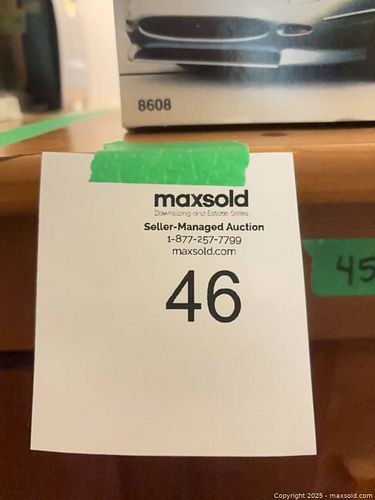 8608
maxsold
Downsizing and Estate Sales
Seller-Managed Auction
1-877-257-7799
maxsold.com
46
45
Copyright 2025 - maxsold.com